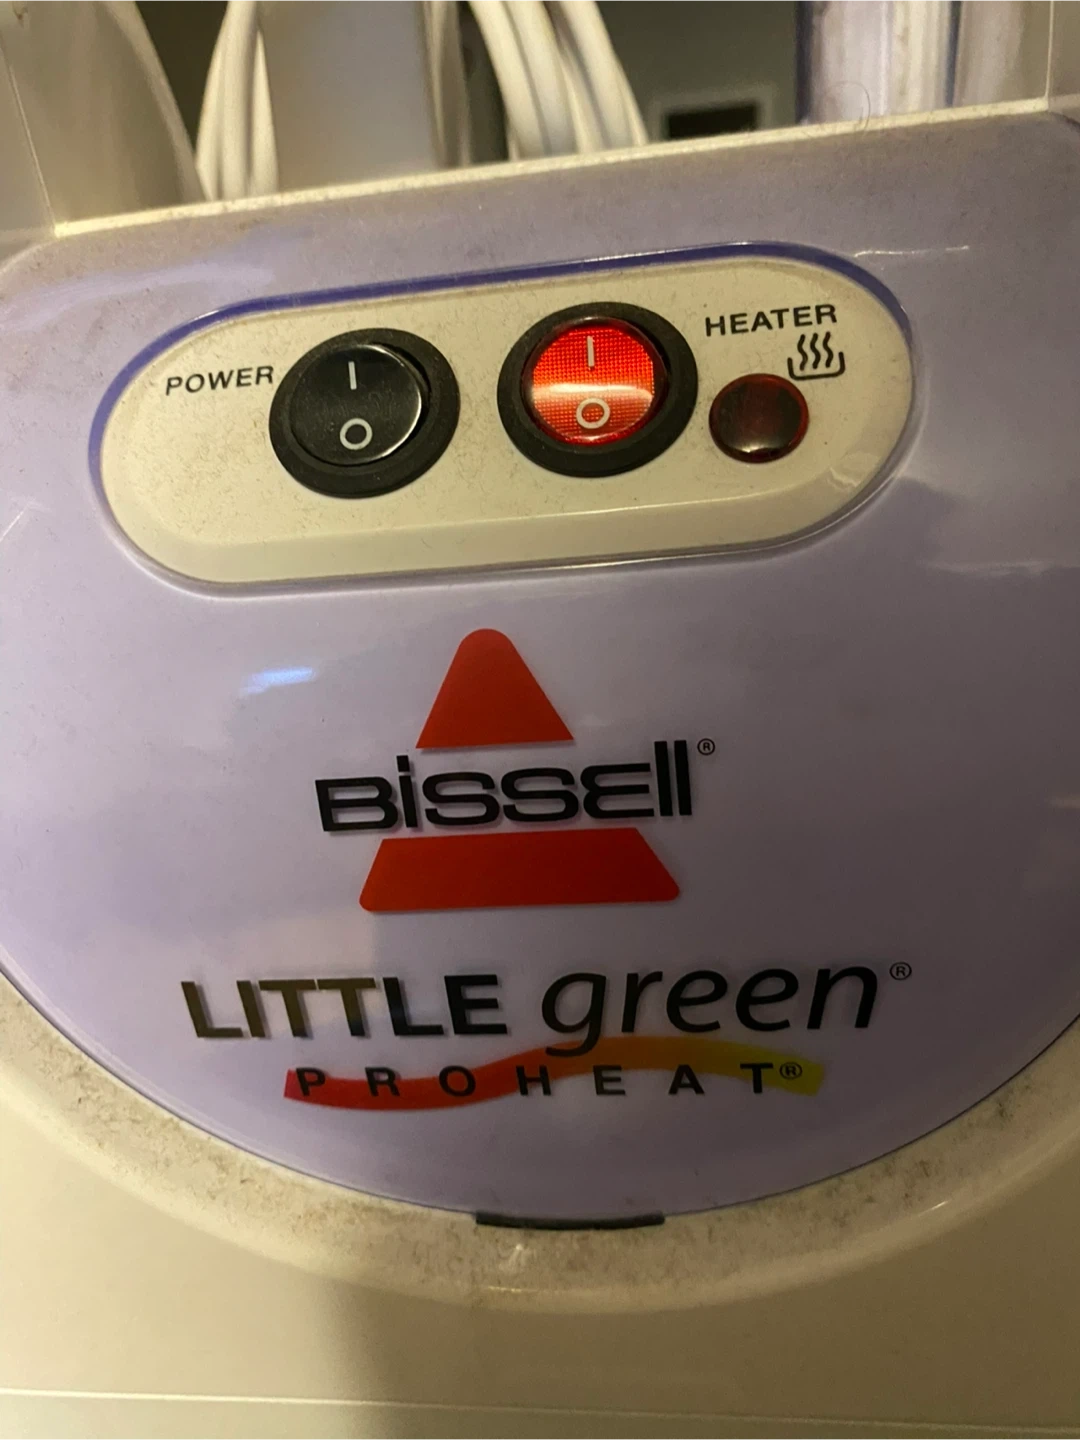 POWER
I
O
I
O
HEATER
Bissell®
LITTLE green®
PROHEAT®